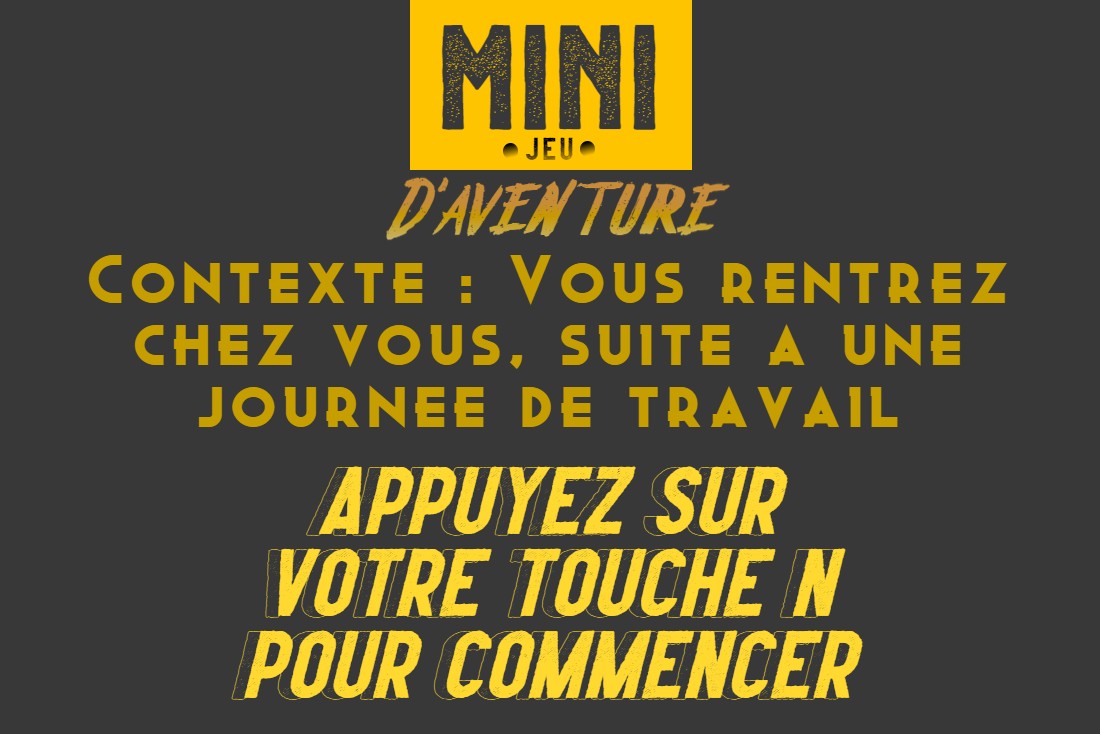 MINI
• JEU •
D'AVENTURE
CONTEXTE : VOUS RENTREZ
CHEZ VOUS, SUITE A UNE
JOURNEE DE TRAVAIL
APPUYEZ SUR
VOTRE TOUCHE N
POUR COMMENCER